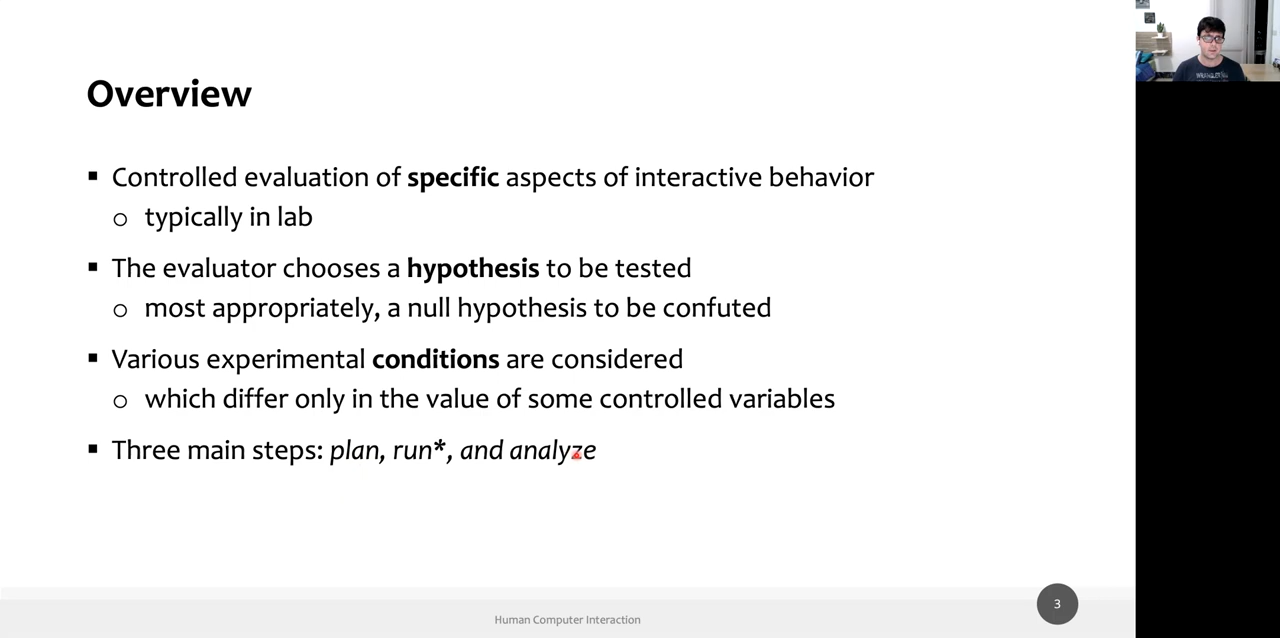 Overview
▪ Controlled evaluation of specific aspects of interactive behavior
o typically in lab
▪ The evaluator chooses a hypothesis to be tested
o most appropriately, a null hypothesis to be confuted
▪ Various experimental conditions are considered
o which differ only in the value of some controlled variables
▪ Three main steps: plan, run*, and analyze
Human Computer Interaction
3